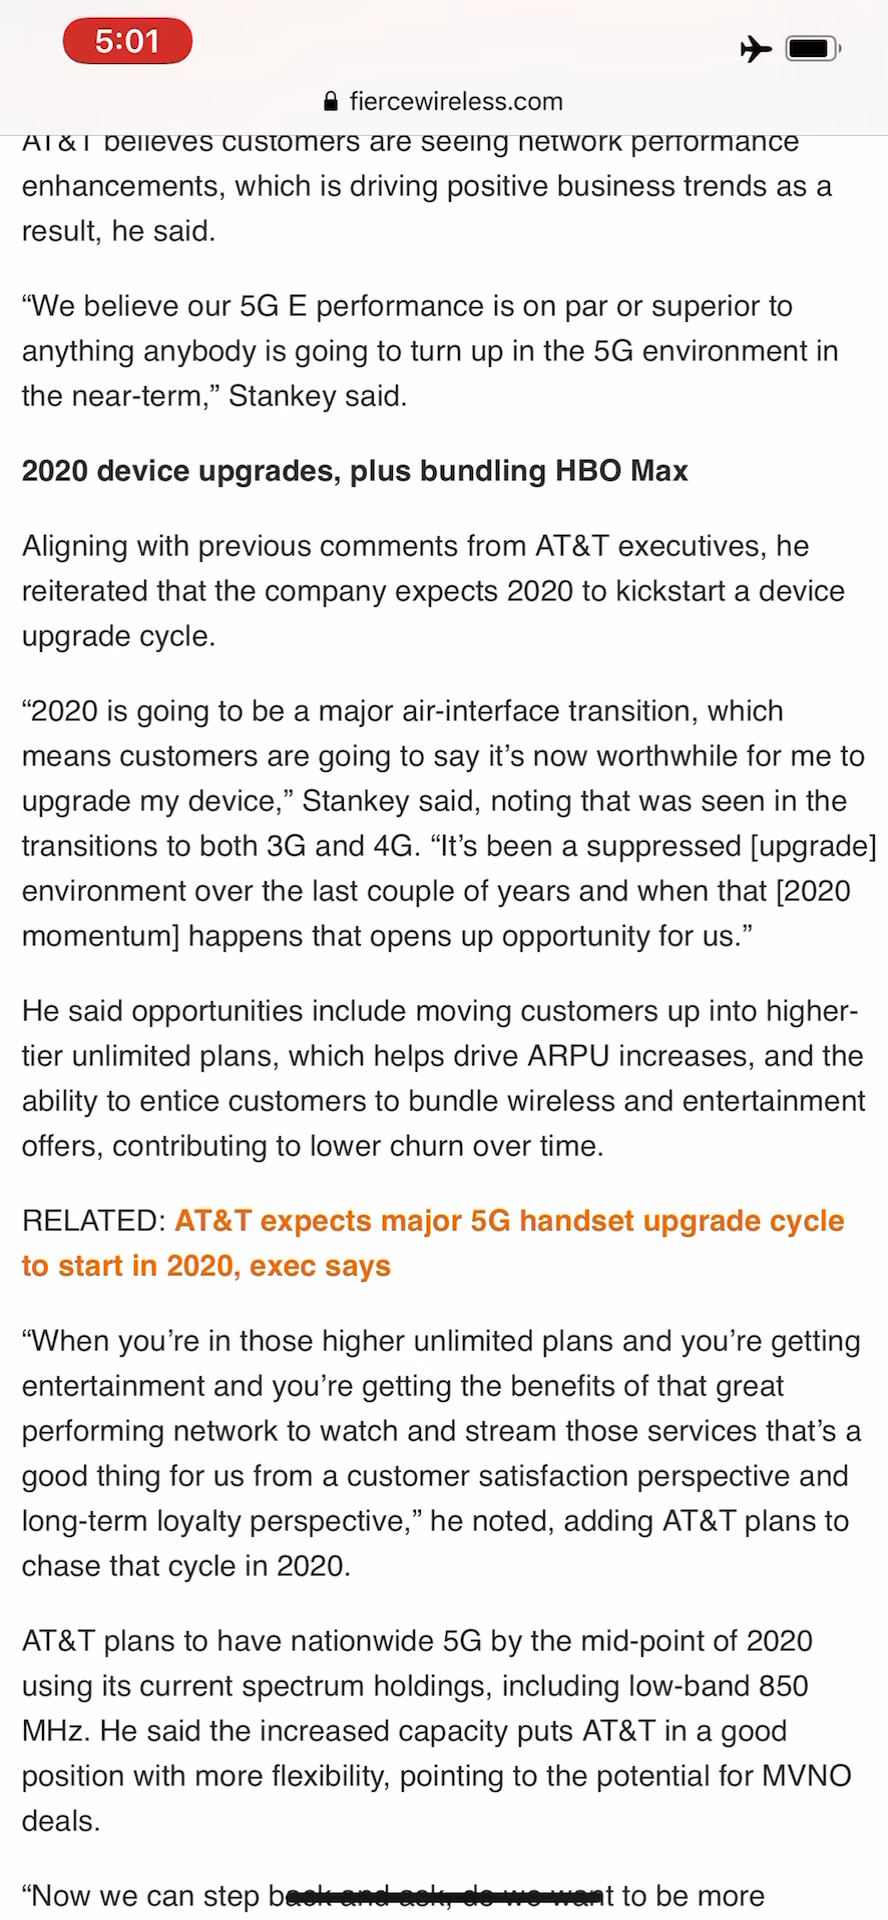 5:01
fiercewireless.com
AT&T believes customers are seeing network performance
enhancements, which is driving positive business trends as a
result, he said.
“We believe our 5G E performance is on par or superior to
anything anybody is going to turn up in the 5G environment in
the near-term,” Stankey said.
2020 device upgrades, plus bundling HBO Max
Aligning with previous comments from AT&T executives, he
reiterated that the company expects 2020 to kickstart a device
upgrade cycle.
“2020 is going to be a major air-interface transition, which
means customers are going to say it’s now worthwhile for me to
upgrade my device,” Stankey said, noting that was seen in the
transitions to both 3G and 4G. “It’s been a suppressed [upgrade]
environment over the last couple of years and when that [2020
momentum] happens that opens up opportunity for us.”
He said opportunities include moving customers up into higher-
tier unlimited plans, which helps drive ARPU increases, and the
ability to entice customers to bundle wireless and entertainment
offers, contributing to lower churn over time.
RELATED: AT&T expects major 5G handset upgrade cycle
to start in 2020, exec says
“When you’re in those higher unlimited plans and you’re getting
entertainment and you’re getting the benefits of that great
performing network to watch and stream those services that’s a
good thing for us from a customer satisfaction perspective and
long-term loyalty perspective,” he noted, adding AT&T plans to
chase that cycle in 2020.
AT&T plans to have nationwide 5G by the mid-point of 2020
using its current spectrum holdings, including low-band 850
MHz. He said the increased capacity puts AT&T in a good
position with more flexibility, pointing to the potential for MVNO
deals.
“Now we can step back and ask, do we want to be more